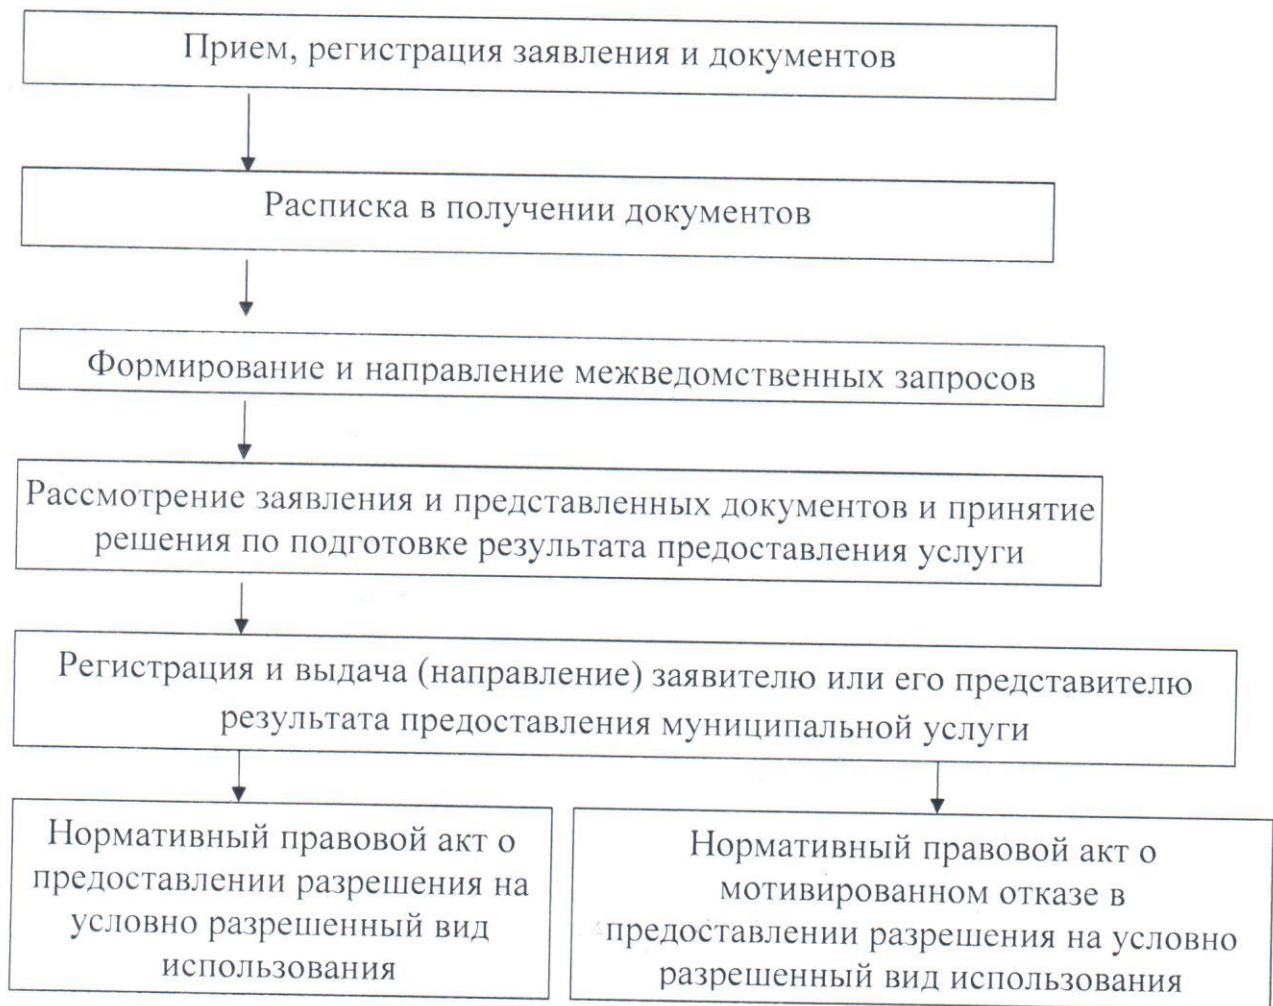 Прием, регистрация заявления и документов
Расписка в получении документов
Формирование и направление межведомственных запросов
Рассмотрение заявления и представленных документов и принятие
решения по подготовке результата предоставления услуги
Регистрация и выдача (направление) заявителю или его представителю
результата предоставления муниципальной услуги
Нормативный правовой акт о
предоставлении разрешения на
условно разрешенный вид
использования
Нормативный правовой акт о
мотивированном отказе в
предоставлении разрешения на условно
разрешенный вид использования